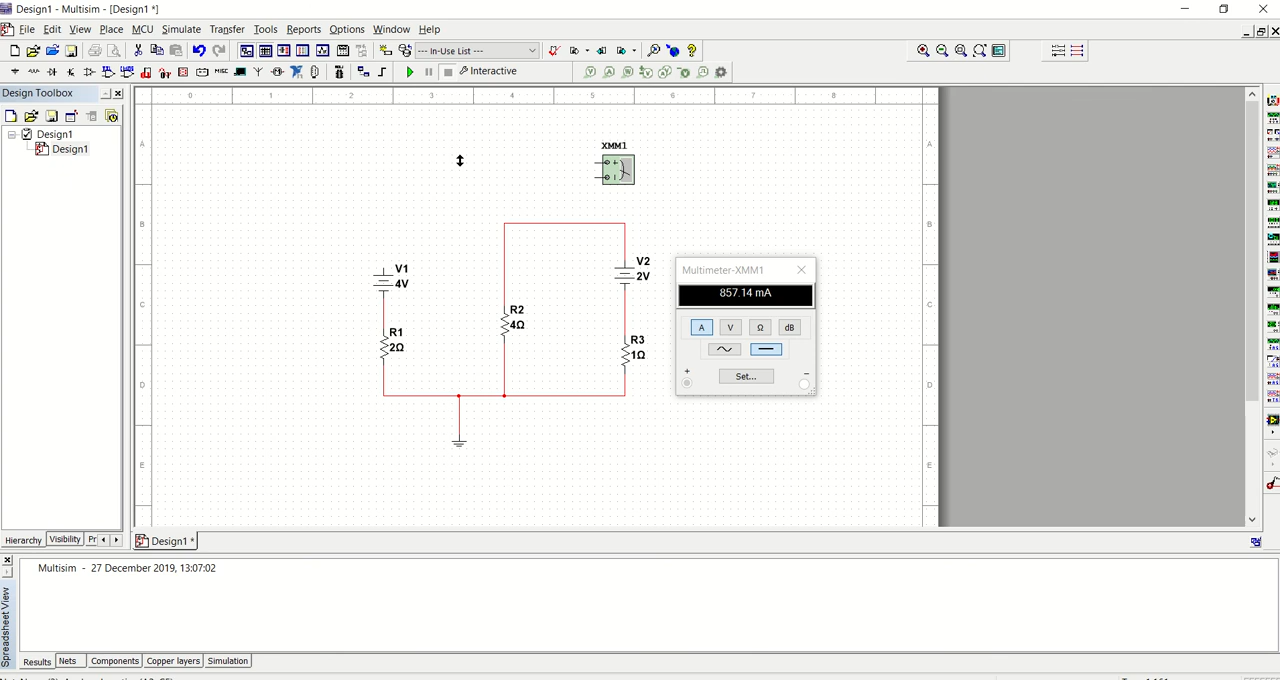 Design1 - Multisim - [Design1 *]
File Edit View Place MCU Simulate Transfer Tools Reports Options Window Help
--- In-Use List ---
MISC Interactive
Design Toolbox
Design1
Design1
0 1 2 3 4 5 6 7 8
A A
B B
C C
D D
E E
XMM1
V1
4V
R1
2Ω
R2
4Ω
V2
2V
R3
1Ω
Multimeter-XMM1
857.14 mA
A V Ω dB
Set...
+ −
Hierarchy Visibility Pr
Design1 *
Multisim - 27 December 2019, 13:07:02
Spreadsheet View
Results Nets Components Copper layers Simulation